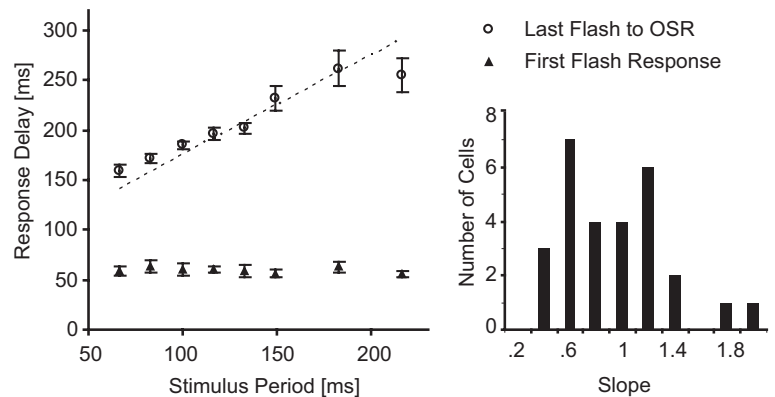 300
250
200
150
100
50
0
Response Delay [ms]
50 100 150 200
Stimulus Period [ms]
Last Flash to OSR
First Flash Response
8
6
4
2
0
Number of Cells
.2 .6 1 1.4 1.8
Slope